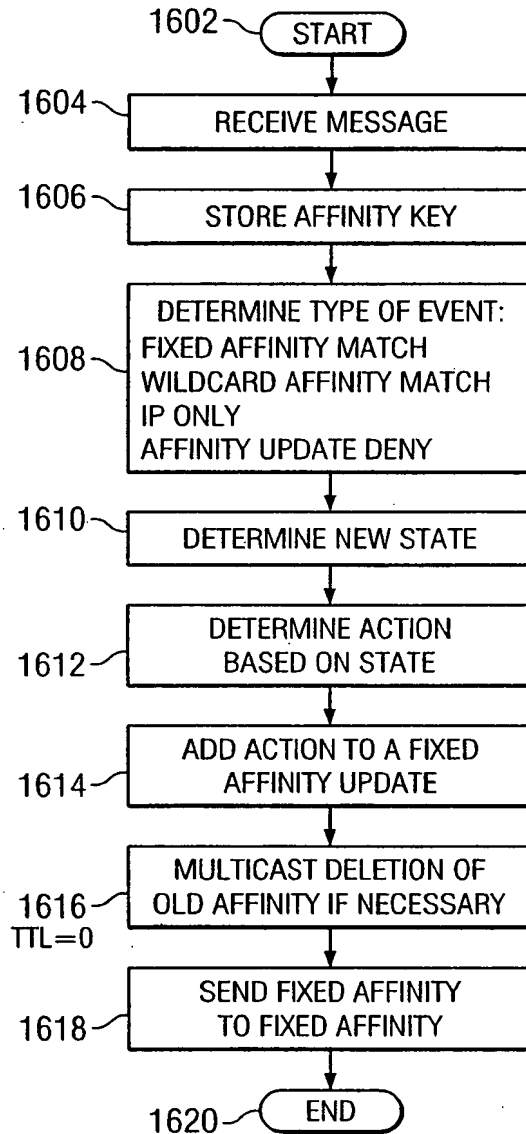 1602
START
1604
RECEIVE MESSAGE
1606
STORE AFFINITY KEY
1608
DETERMINE TYPE OF EVENT:
FIXED AFFINITY MATCH
WILDCARD AFFINITY MATCH
IP ONLY
AFFINITY UPDATE DENY
1610
DETERMINE NEW STATE
1612
DETERMINE ACTION
BASED ON STATE
1614
ADD ACTION TO A FIXED
AFFINITY UPDATE
1616
TTL=0
MULTICAST DELETION OF
OLD AFFINITY IF NECESSARY
1618
SEND FIXED AFFINITY
TO FIXED AFFINITY
1620
END